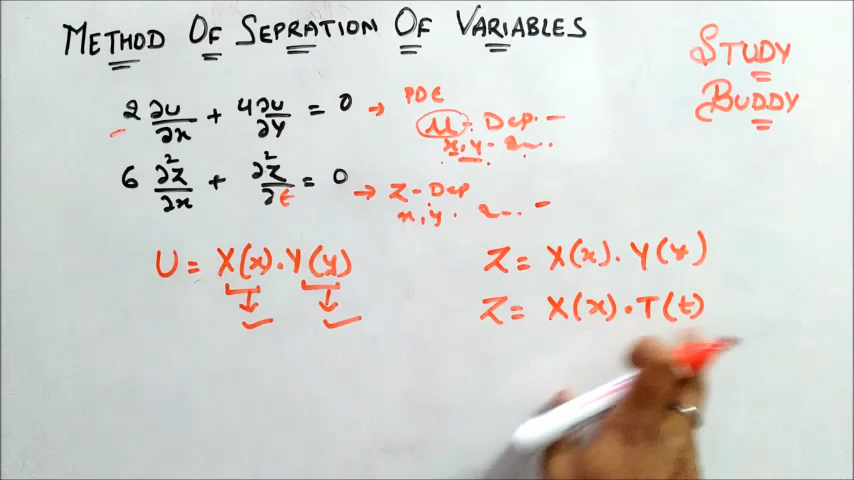 METHOD OF SEPRATION OF VARIABLES
STUDY
BUDDY
2 ∂u/∂x + 4 ∂u/∂y = 0 → PDE
u - Dep. -
x, y -
6 ∂²z/∂x + ∂²z/∂t = 0 → z - Dep
x, y.
U = X(x) · Y(y)
Z = X(x) · Y(y)
Z = X(x) · T(t)